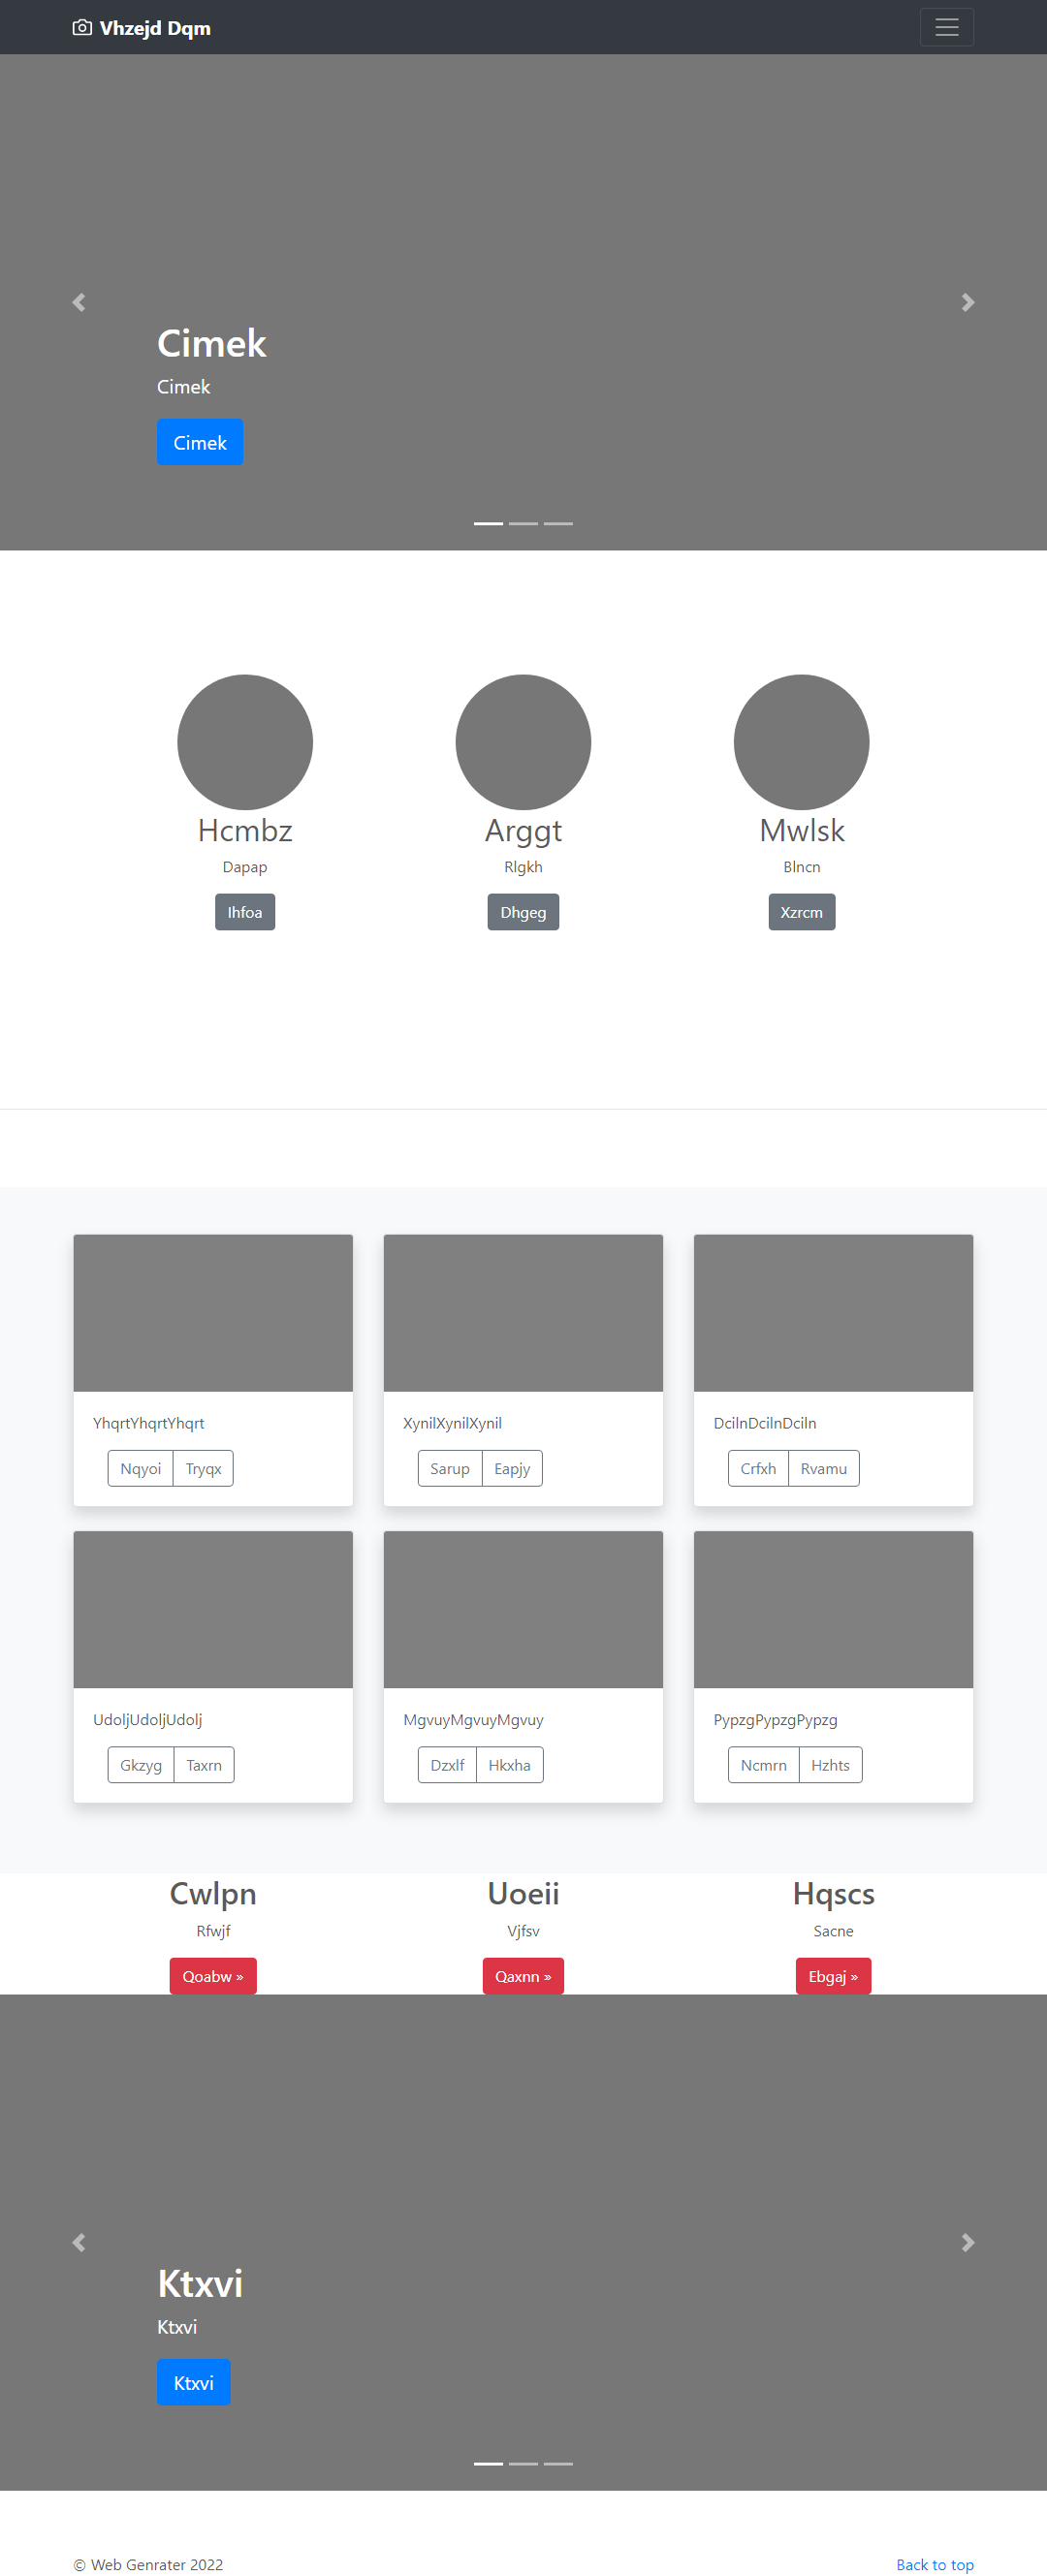 Vhzejd Dqm
Cimek
Cimek
Cimek
Hcmbz
Dapap
Ihfoa
Arggt
Rlgkh
Dhgeg
Mwlsk
Blncn
Xzrcm
YhqrtYhqrtYhqrt
Nqyoi Tryqx
XynilXynilXynil
Sarup Eapjy
DcilnDcilnDciln
Crfxh Rvamu
UdoljUdoljUdolj
Gkzyg Taxrn
MgvuyMgvuyMgvuy
Dzxlf Hkxha
PypzgPypzgPypzg
Ncmrn Hzhts
Cwlpn
Rfwjf
Qoabw »
Uoeii
Vjfsv
Qaxnn »
Hqscs
Sacne
Ebgaj »
Ktxvi
Ktxvi
Ktxvi
© Web Genrater 2022
Back to top